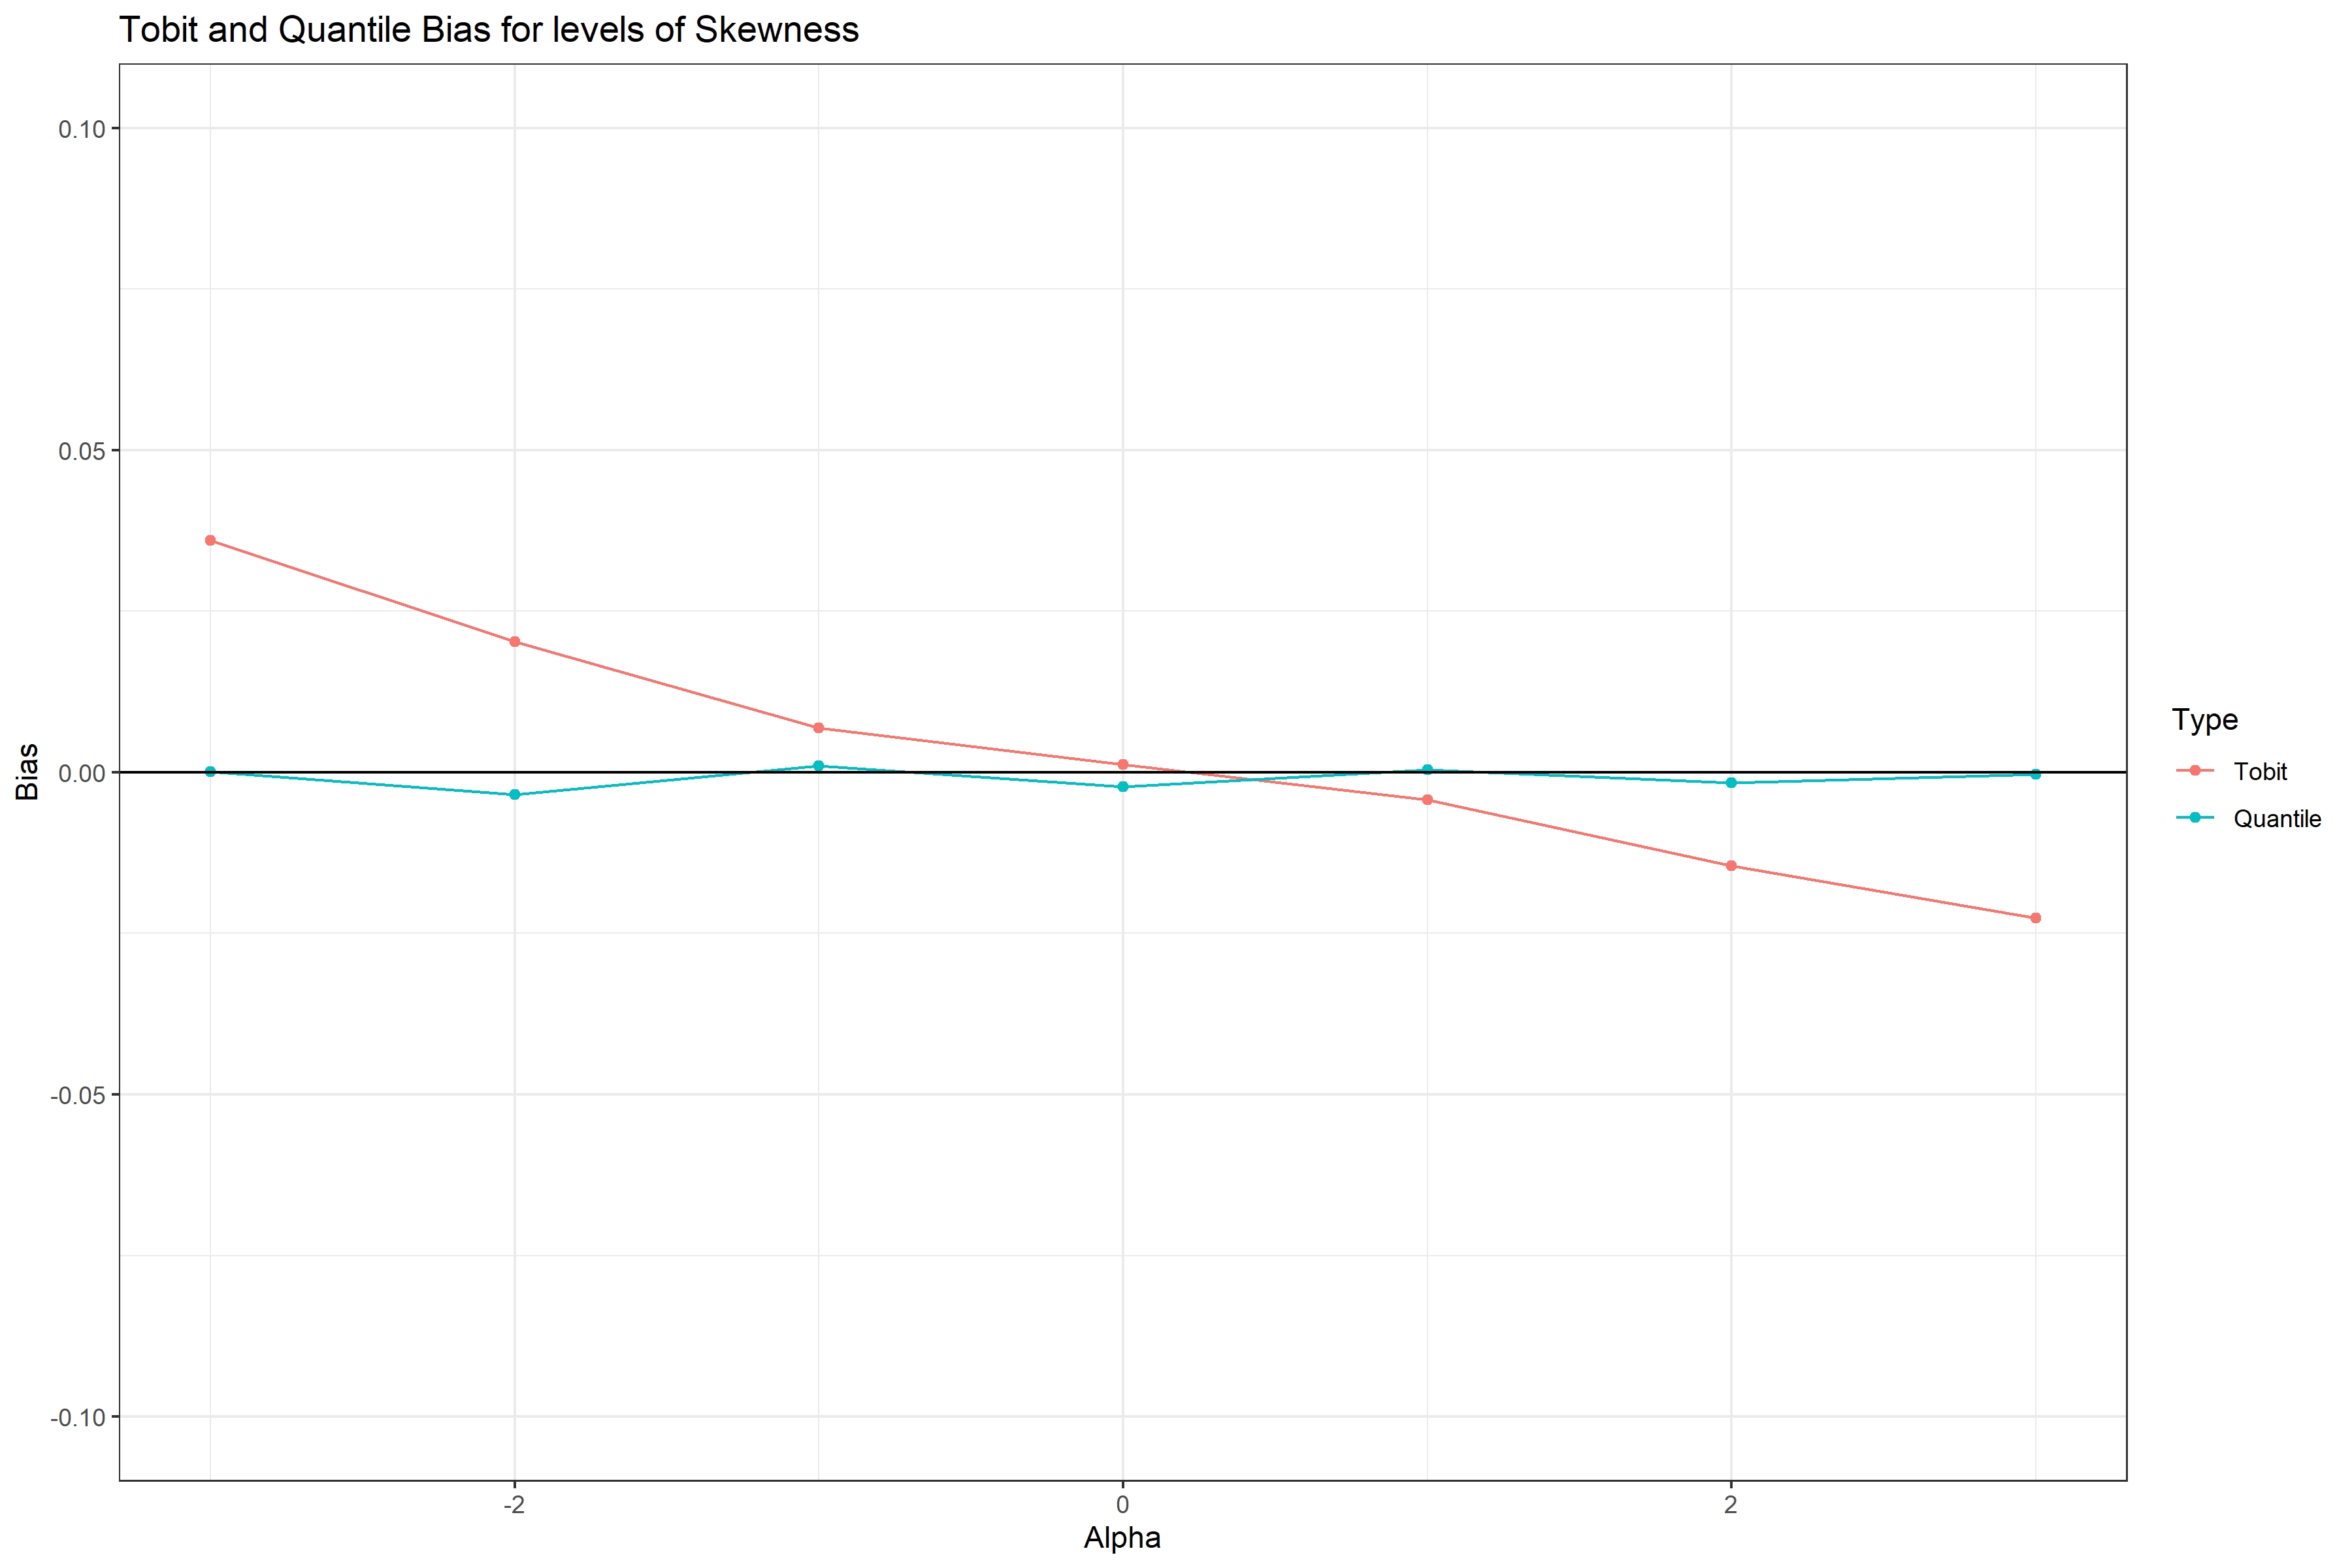 Tobit and Quantile Bias for levels of Skewness
0.10
0.05
0.00
-0.05
-0.10
Bias
-2
0
2
Alpha
Type
Tobit
Quantile